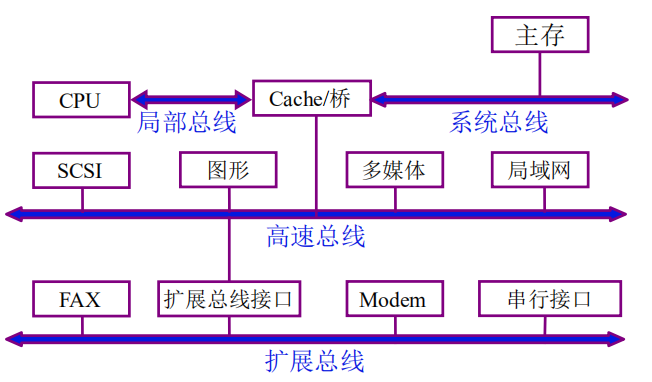 主存
CPU
Cache/桥
局部总线
系统总线
SCSI
图形
多媒体
局域网
高速总线
FAX
扩展总线接口
Modem
串行接口
扩展总线